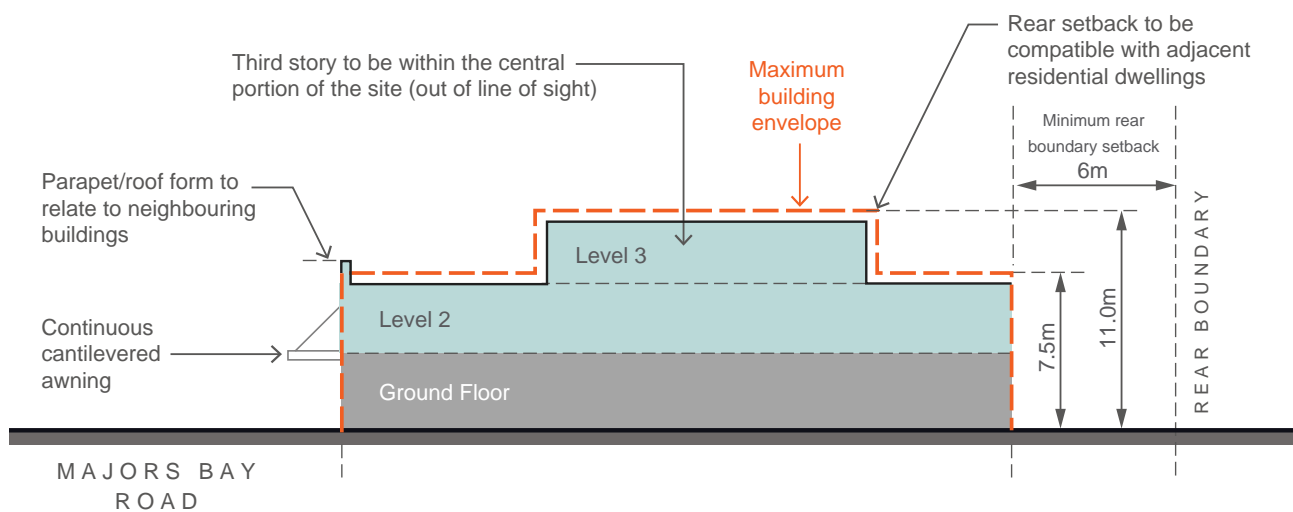 Third story to be within the central
portion of the site (out of line of sight)
Maximum
building
envelope
Rear setback to be
compatible with adjacent
residential dwellings
Minimum rear
boundary setback
6m
Parapet/roof form to
relate to neighbouring
buildings
Level 3
Level 2
Continuous
cantilevered
awning
Ground Floor
7.5m
11.0m
REAR BOUNDARY
MAJORS BAY
ROAD